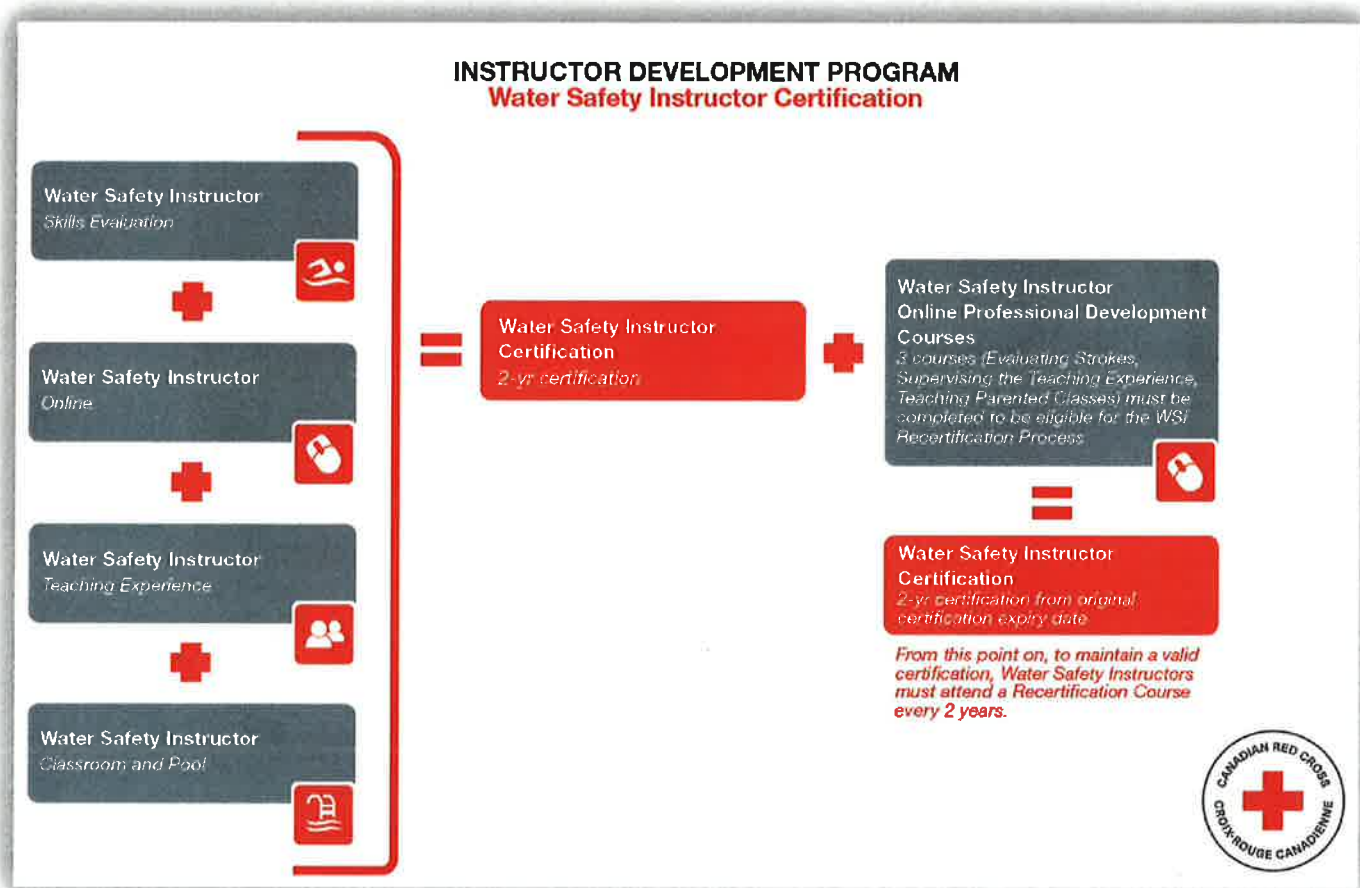 INSTRUCTOR DEVELOPMENT PROGRAM
Water Safety Instructor Certification
Water Safety Instructor
Skills Evaluation
Water Safety Instructor
Online
Water Safety Instructor
Teaching Experience
Water Safety Instructor
Classroom and Pool
Water Safety Instructor
Certification
2-yr certification
Water Safety Instructor
Online Professional Development
Courses
3 courses (Evaluating Strokes,
Supervising the Teaching Experience,
Teaching Parented Classes) must be
completed to be eligible for the WSI
Recertification Process
Water Safety Instructor
Certification
2-yr certification from original
certification expiry date
From this point on, to maintain a valid
certification, Water Safety Instructors
must attend a Recertification Course
every 2 years.
CANADIAN RED CROSS
CROIX-ROUGE CANADIENNE